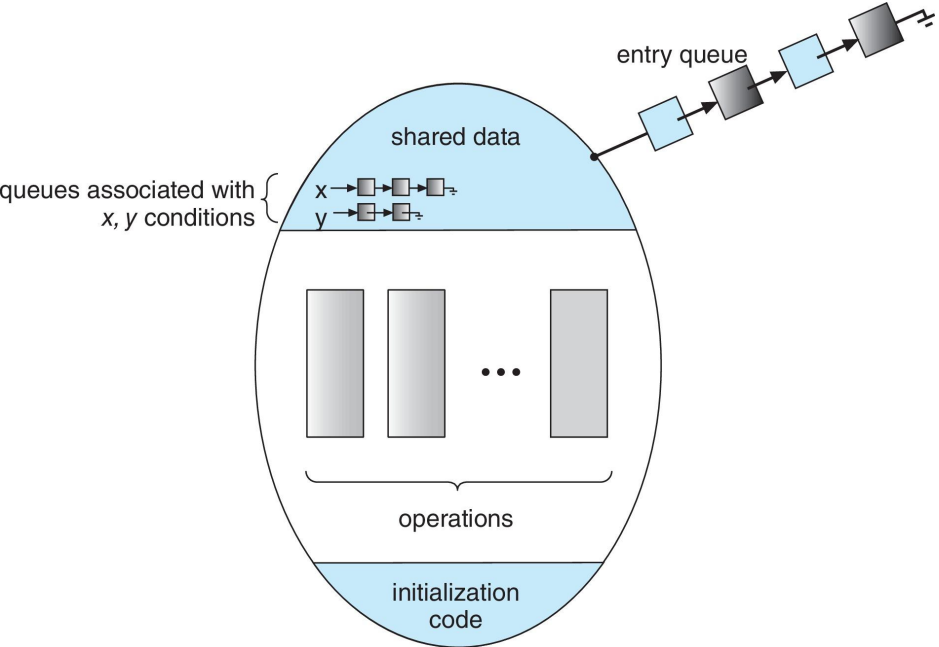 entry queue
shared data
queues associated with
x, y conditions
x
y
operations
initialization
code